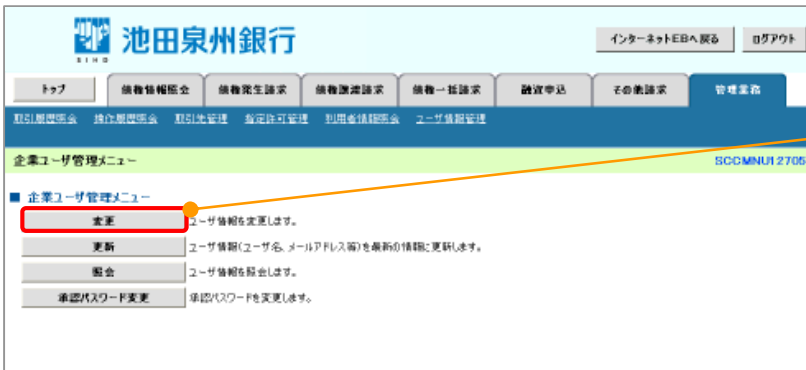 池田泉州銀行
SIHD
インターネットEBへ戻る ログアウト
トップ 債権情報照会 債権発生請求 債権譲渡請求 債権一括請求 融資申込 その他請求 管理業務
取引履歴照会 操作履歴照会 取引先管理 指定許可管理 利用者情報照会 ユーザ情報管理
企業ユーザ管理メニュー SCCMNU12705
■ 企業ユーザ管理メニュー
変更 ユーザ情報を変更します。
更新 ユーザ情報(ユーザ名、メールアドレス等)を最新の情報に更新します。
照会 ユーザ情報を照会します。
承認パスワード変更 承認パスワードを変更します。